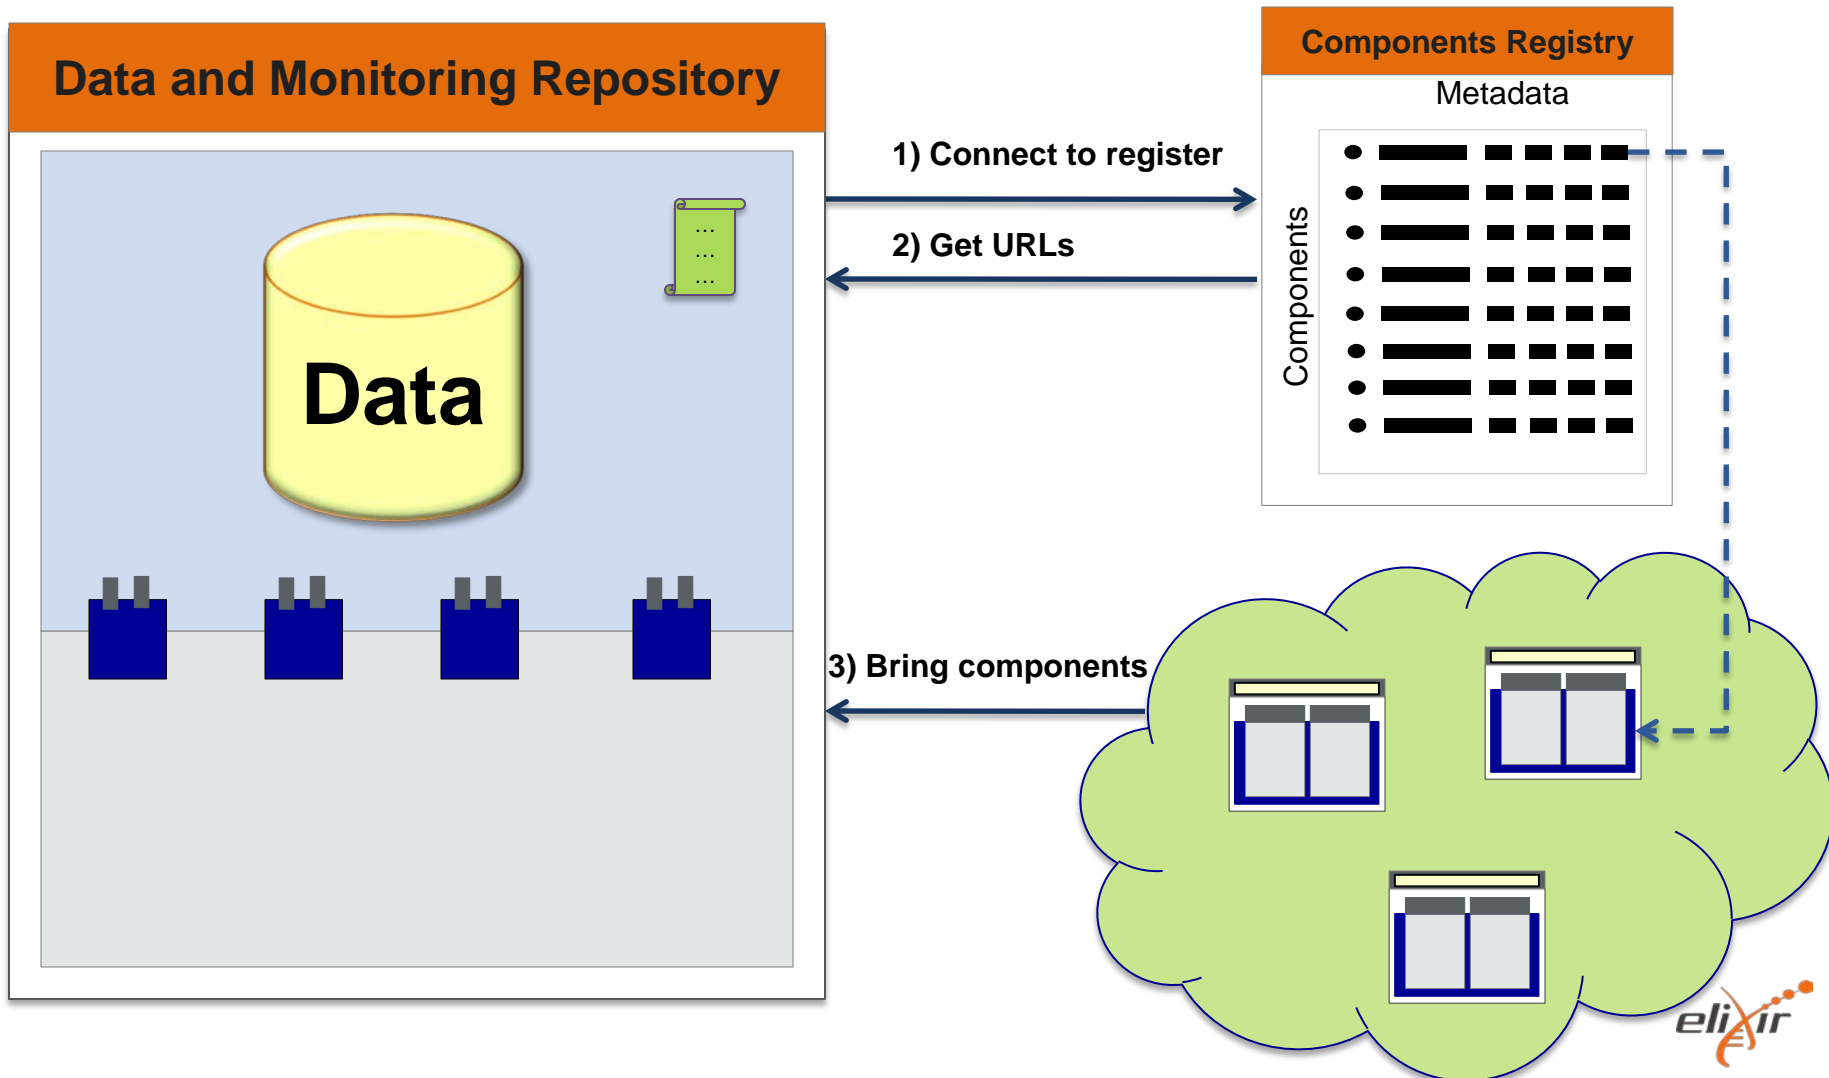 Data and Monitoring Repository
Components Registry
Metadata
Components
1) Connect to register
2) Get URLs
...
...
...
Data
3) Bring components
elixir